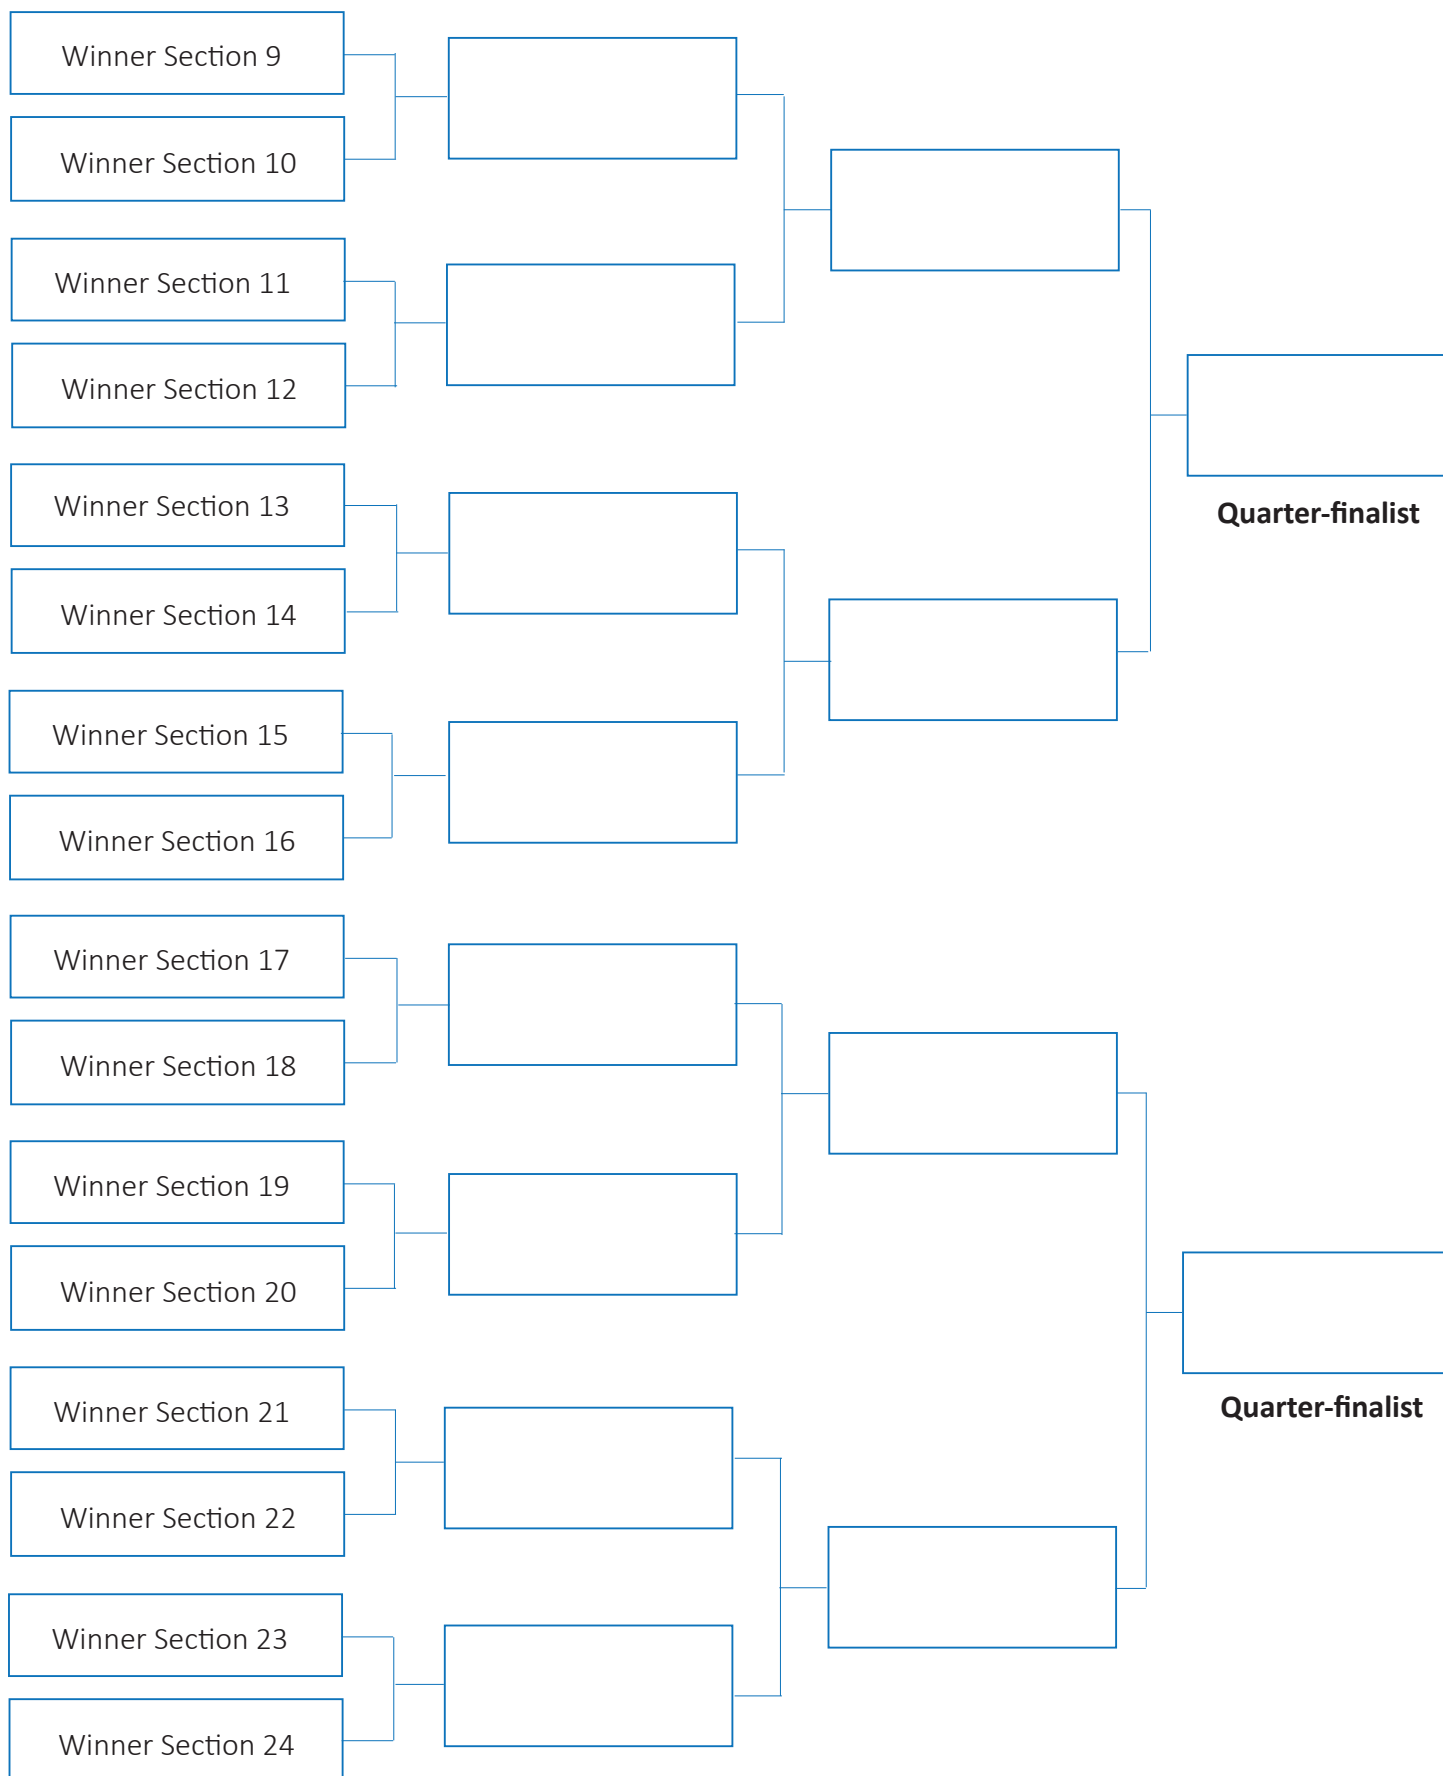 Winner Section 9
Winner Section 10
Winner Section 11
Winner Section 12
Quarter-finalist
Winner Section 13
Winner Section 14
Winner Section 15
Winner Section 16
Winner Section 17
Winner Section 18
Winner Section 19
Winner Section 20
Quarter-finalist
Winner Section 21
Winner Section 22
Winner Section 23
Winner Section 24